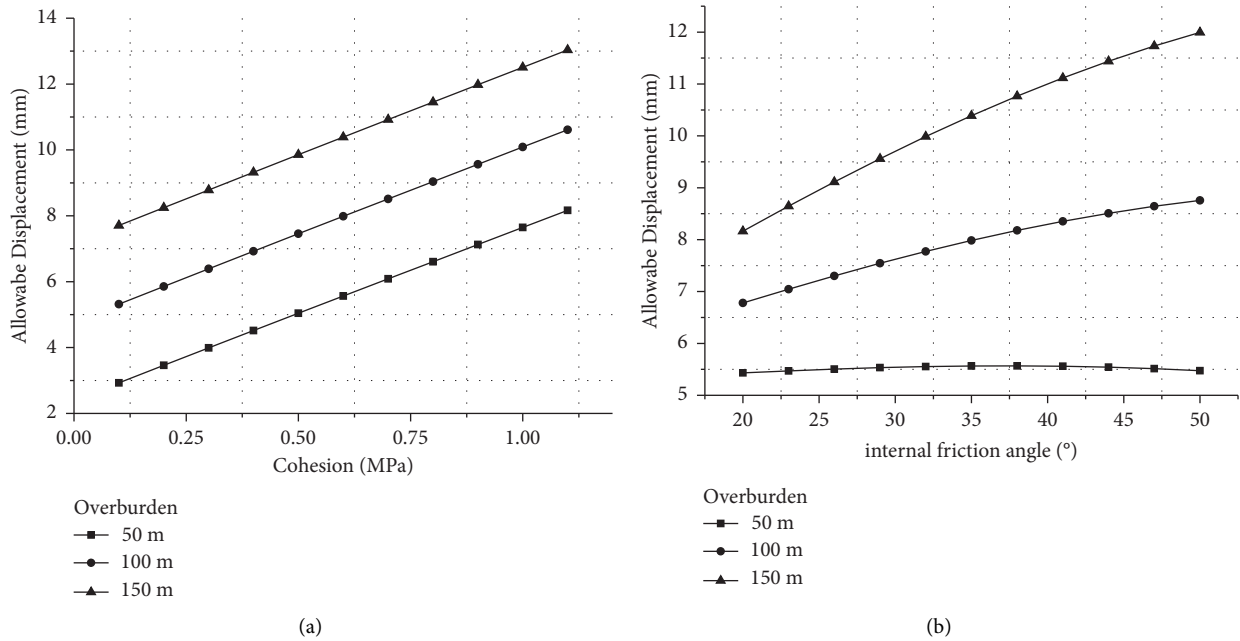 14
12
10
8
6
4
2
Allowabe Displacement (mm)
0.00 0.25 0.50 0.75 1.00
Cohesion (MPa)
Overburden
50 m
100 m
150 m
(a)
12
11
10
9
8
7
6
5
Allowabe Displacement (mm)
20 25 30 35 40 45 50
internal friction angle (°)
Overburden
50 m
100 m
150 m
(b)